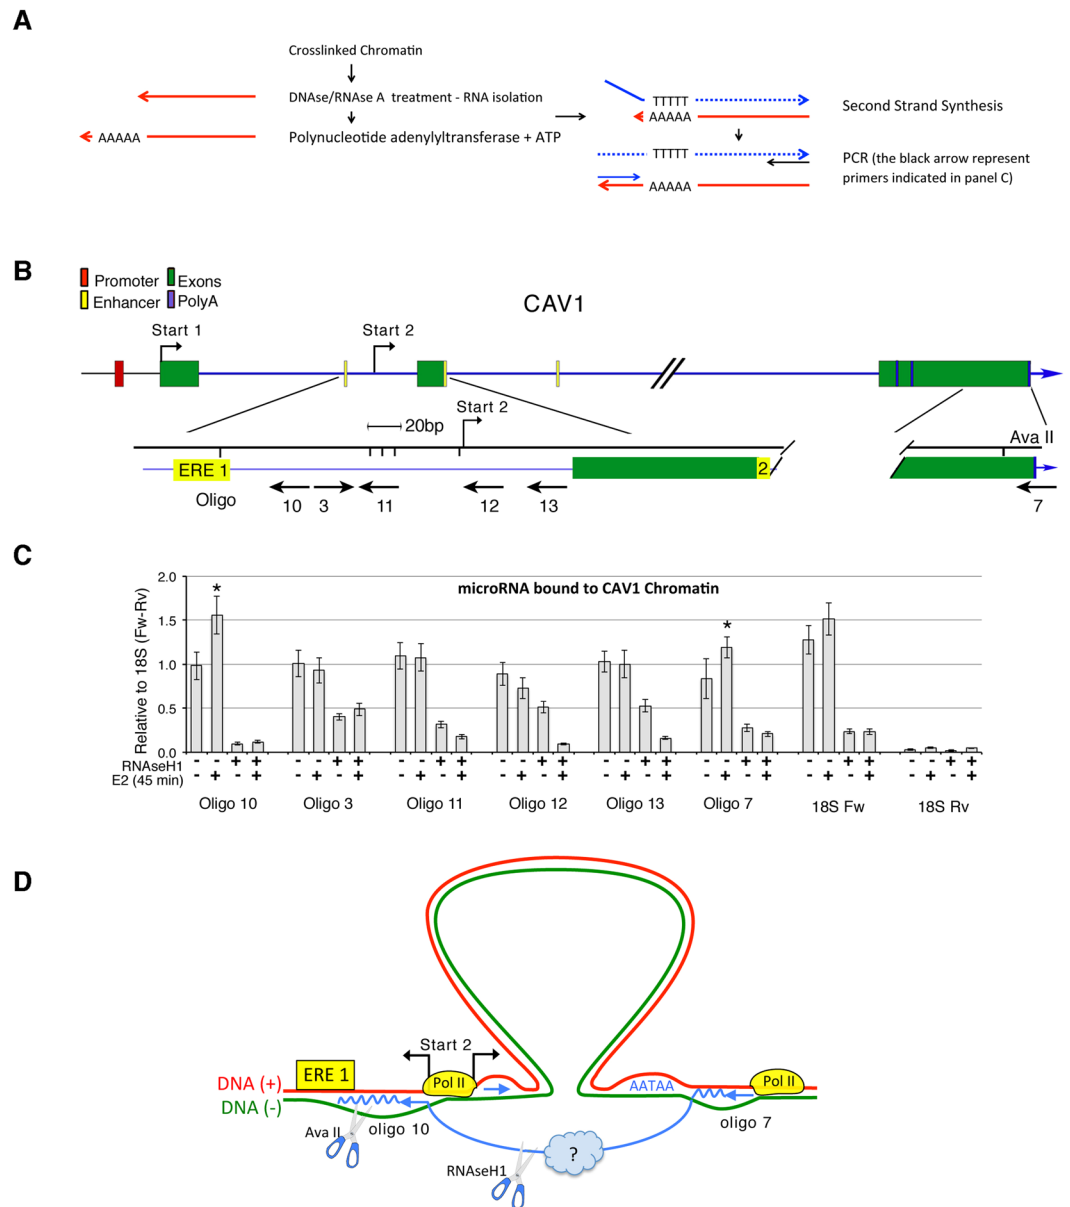 A
Crosslinked Chromatin
DNAse/RNAse A treatment - RNA isolation
AAAAA
Polynucleotide adenylyltransferase + ATP
TTTTT
AAAAA
Second Strand Synthesis
TTTTT
AAAAA
PCR (the black arrow represent
primers indicated in panel C)
B
Promoter
Exons
Enhancer
PolyA
CAV1
Start 1
Start 2
20bp
Start 2
Ava II
ERE 1
2
Oligo
10
3
11
12
13
7
C
microRNA bound to CAV1 Chromatin
Relative to 18S (Fw-Rv)
2.0
1.5
1.0
0.5
0.0
*
*
RNAseH1 - - + + - - + + - - + + - - + + - - + + - - + + - - + + - - + +
E2 (45 min) - + - + - + - + - + - + - + - + - + - + - + - + - + - + - + - +
Oligo 10 Oligo 3 Oligo 11 Oligo 12 Oligo 13 Oligo 7 18S Fw 18S Rv
D
Start 2
ERE 1
Pol II
Pol II
DNA (+)
DNA (-)
AATAA
Ava II
oligo 10
oligo 7
RNAseH1
?